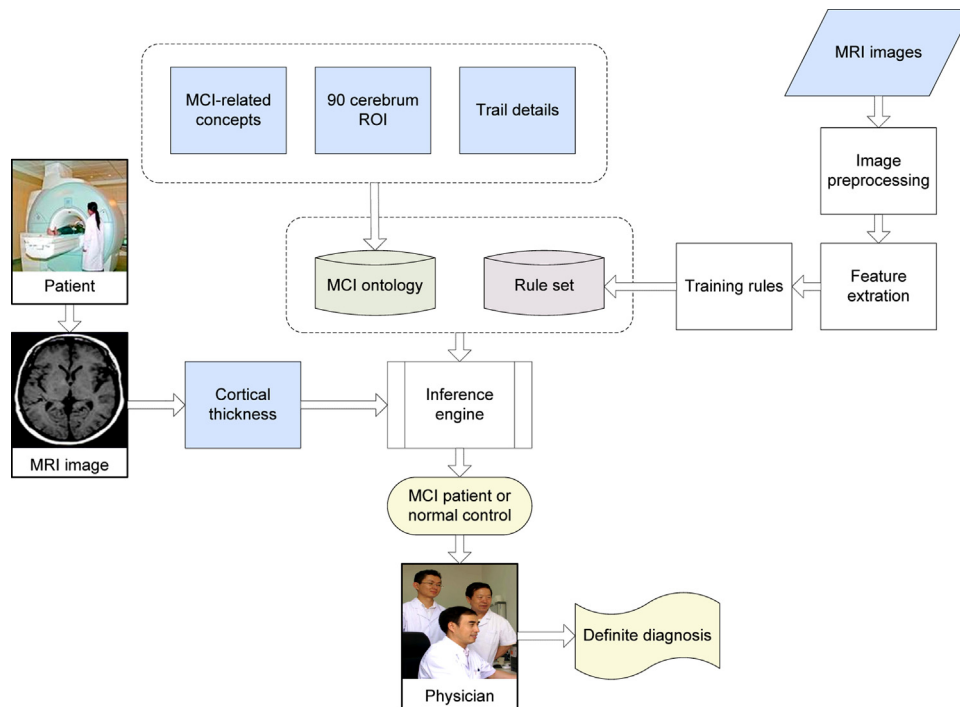 MRI images
MCI-related
concepts
90 cerebrum
ROI
Trail details
Image
preprocessing
Patient
MCI ontology
Rule set
Training rules
Feature
extration
MRI image
Cortical
thickness
Inference
engine
MCI patient or
normal control
Physician
Definite diagnosis